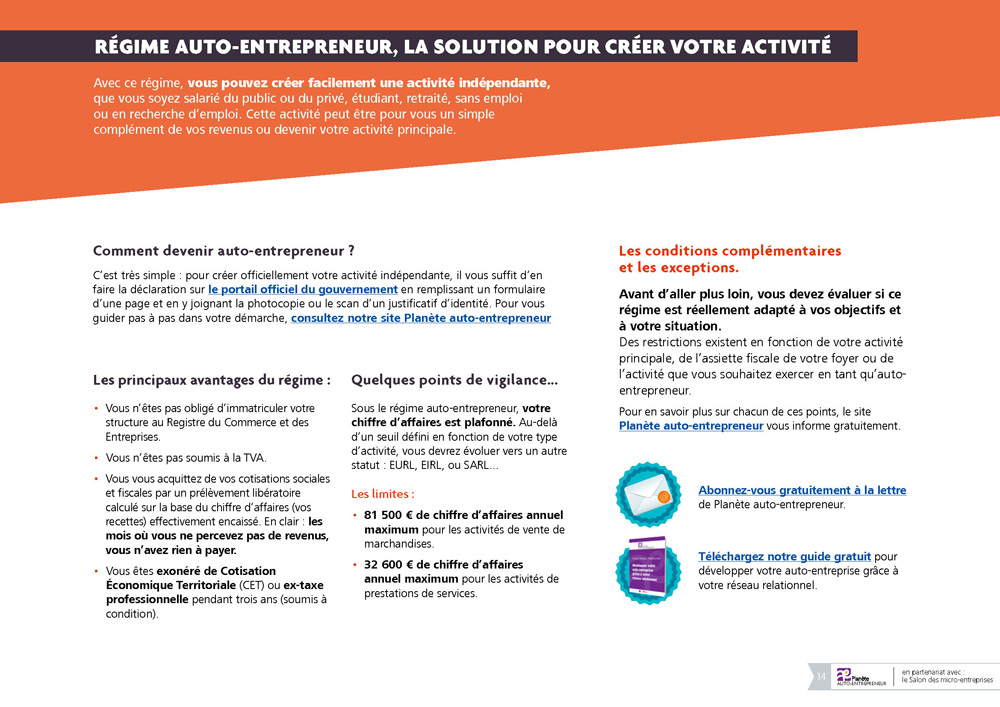 RÉGIME AUTO-ENTREPRENEUR, LA SOLUTION POUR CRÉER VOTRE ACTIVITÉ
Avec ce régime, vous pouvez créer facilement une activité indépendante,
que vous soyez salarié du public ou du privé, étudiant, retraité, sans emploi
ou en recherche d’emploi. Cette activité peut être pour vous un simple
complément de vos revenus ou devenir votre activité principale.
Comment devenir auto-entrepreneur ?
C’est très simple : pour créer officiellement votre activité indépendante, il vous suffit d’en
faire la déclaration sur le portail officiel du gouvernement en remplissant un formulaire
d’une page et en y joignant la photocopie ou le scan d’un justificatif d’identité. Pour vous
guider pas à pas dans votre démarche, consultez notre site Planète auto-entrepreneur
Les principaux avantages du régime :
• Vous n’êtes pas obligé d’immatriculer votre
structure au Registre du Commerce et des
Entreprises.
• Vous n’êtes pas soumis à la TVA.
• Vous vous acquittez de vos cotisations sociales
et fiscales par un prélèvement libératoire
calculé sur la base du chiffre d’affaires (vos
recettes) effectivement encaissé. En clair : les
mois où vous ne percevez pas de revenus,
vous n’avez rien à payer.
• Vous êtes exonéré de Cotisation
Économique Territoriale (CET) ou ex-taxe
professionnelle pendant trois ans (soumis à
condition).
Quelques points de vigilance...
Sous le régime auto-entrepreneur, votre
chiffre d’affaires est plafonné. Au-delà
d’un seuil défini en fonction de votre type
d’activité, vous devrez évoluer vers un autre
statut : EURL, EIRL, ou SARL...
Les limites :
• 81 500 € de chiffre d’affaires annuel
maximum pour les activités de vente de
marchandises.
• 32 600 € de chiffre d’affaires
annuel maximum pour les activités de
prestations de services.
Les conditions complémentaires
et les exceptions.
Avant d’aller plus loin, vous devez évaluer si ce
régime est réellement adapté à vos objectifs et
à votre situation.
Des restrictions existent en fonction de votre activité
principale, de l’assiette fiscale de votre foyer ou de
l’activité que vous souhaitez exercer en tant qu’auto-
entrepreneur.
Pour en savoir plus sur chacun de ces points, le site
Planète auto-entrepreneur vous informe gratuitement.
@
Abonnez-vous gratuitement à la lettre
de Planète auto-entrepreneur.
Développer votre
auto-entreprise
Téléchargez notre guide gratuit pour
développer votre auto-entreprise grâce à
votre réseau relationnel.
14
Planète
AUTO-ENTREPRENEUR
en partenariat avec :
le Salon des micro-entreprises